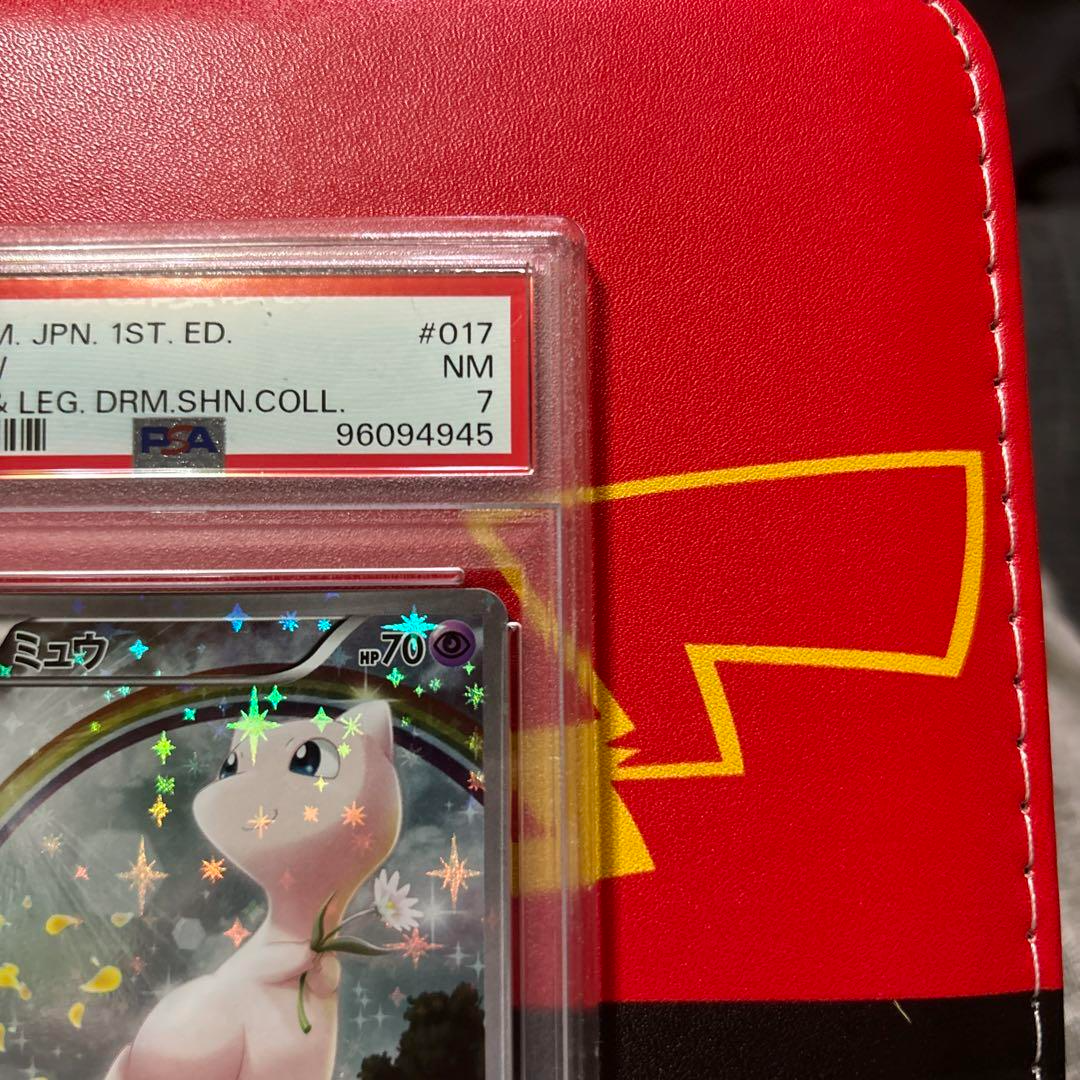 M. JPN. 1ST. ED. #017
NM
& LEG. DRM.SHN.COLL. 7
PSA 96094945
ミュウ HP70